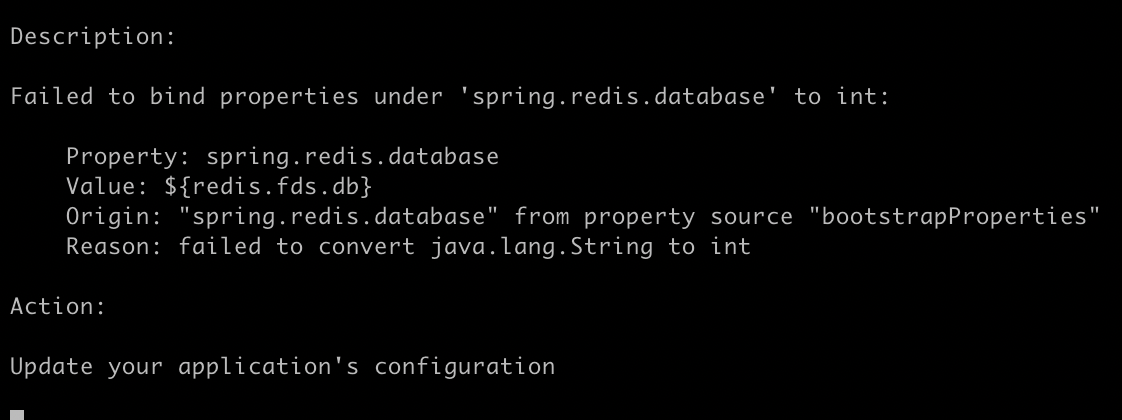 Description:
Failed to bind properties under 'spring.redis.database' to int:
Property: spring.redis.database
Value: ${redis.fds.db}
Origin: "spring.redis.database" from property source "bootstrapProperties"
Reason: failed to convert java.lang.String to int
Action:
Update your application's configuration